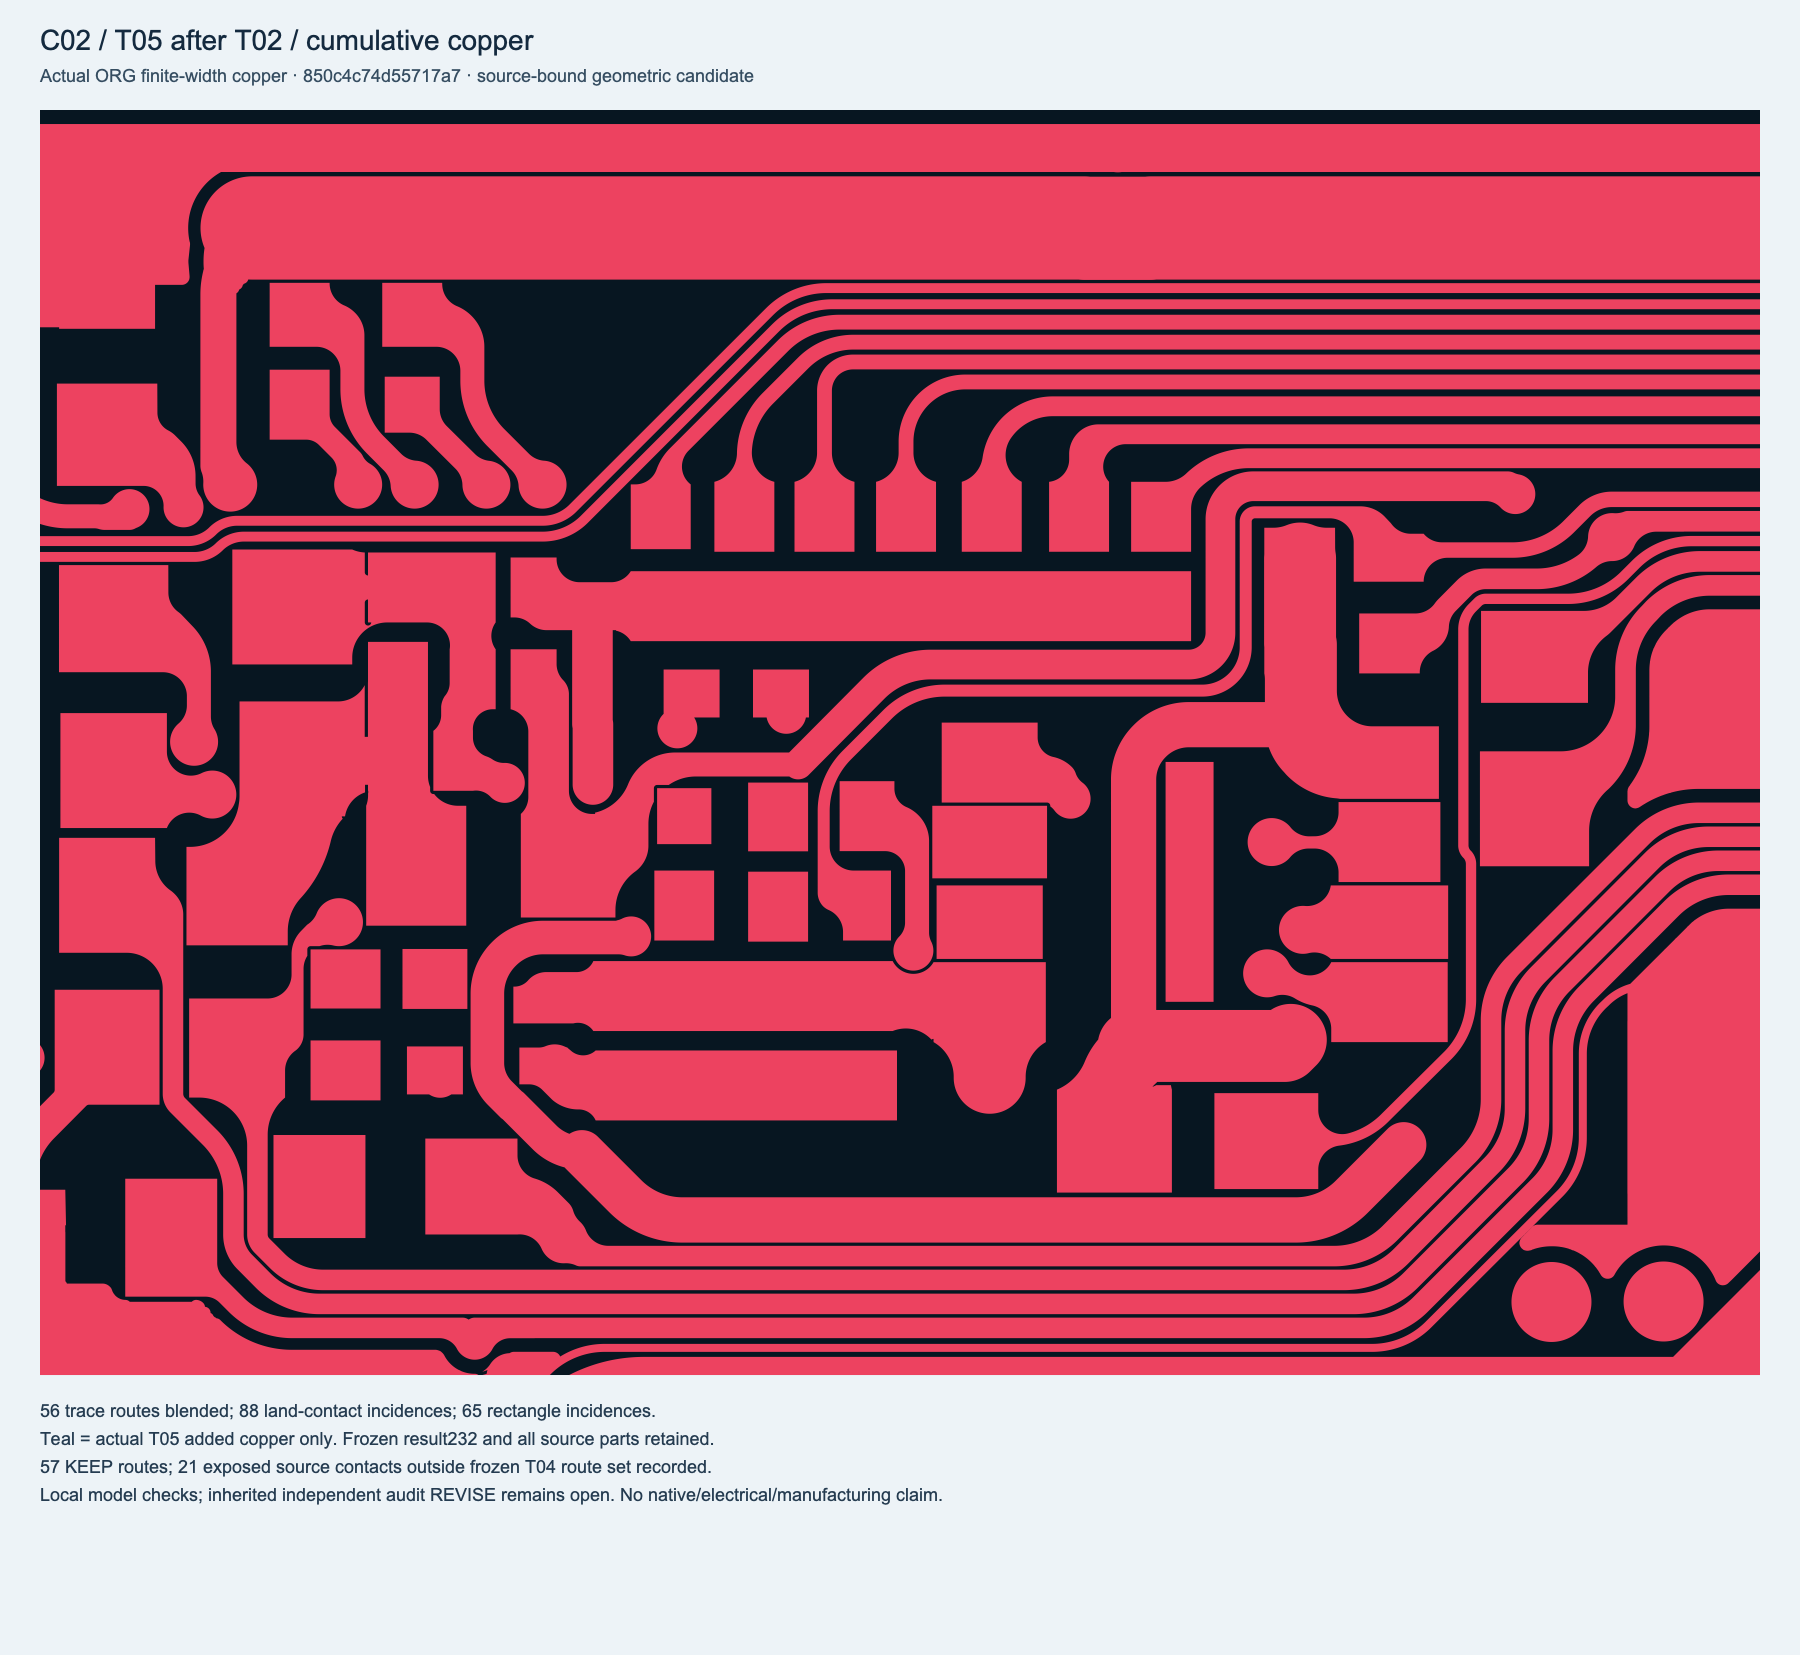 C02 / T05 after T02 / cumulative copper
Actual ORG finite-width copper · 850c4c74d55717a7 · source-bound geometric candidate
56 trace routes blended; 88 land-contact incidences; 65 rectangle incidences.
Teal = actual T05 added copper only. Frozen result232 and all source parts retained.
57 KEEP routes; 21 exposed source contacts outside frozen T04 route set recorded.
Local model checks; inherited independent audit REVISE remains open. No native/electrical/manufacturing claim.